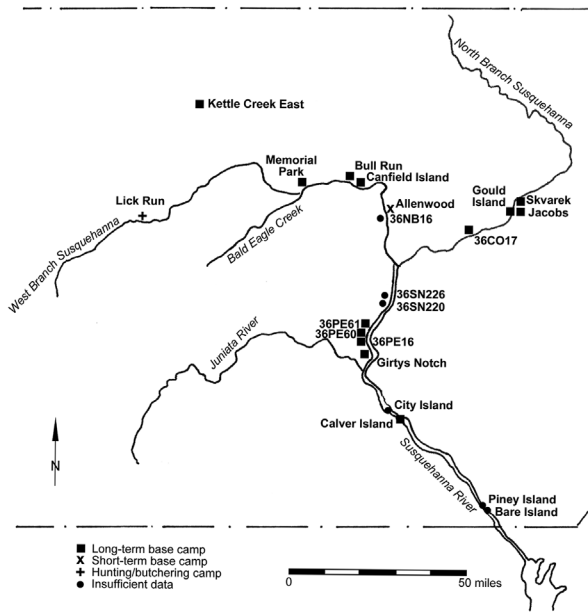 North Branch Susquehanna
Kettle Creek East
Bull Run
Memorial
Park
Canfield Island
Lick Run
Allenwood
36NB16
Gould
Island
Skvarek
Jacobs
36CO17
West Branch Susquehanna
Bald Eagle Creek
36SN226
36SN220
36PE61
36PE60
36PE16
Girtys Notch
Juniata River
City Island
Calver Island
Susquehanna River
N
Piney Island
Bare Island
Long-term base camp
x Short-term base camp
+ Hunting/butchering camp
Insufficient data
0 50 miles